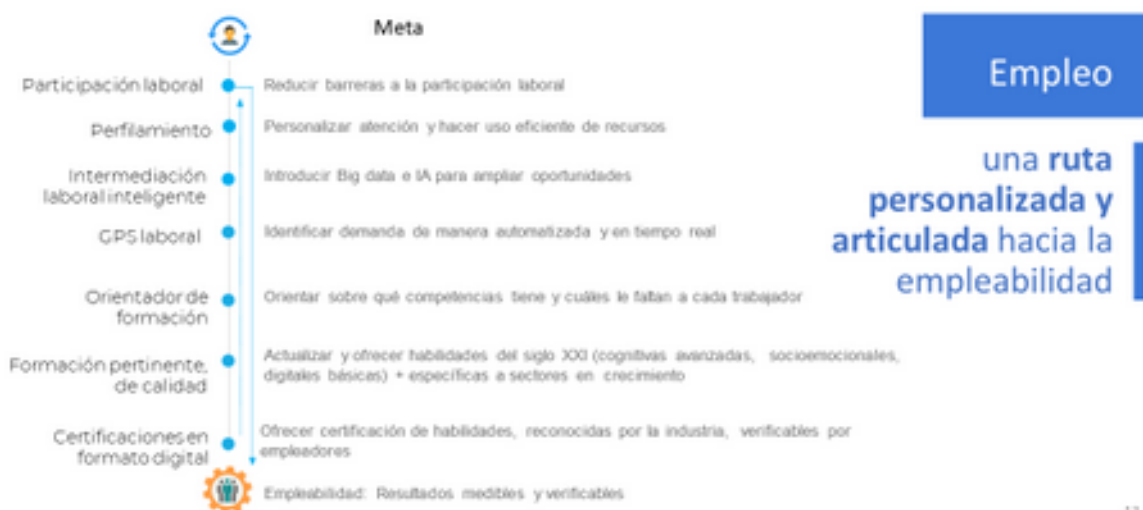 Meta
Participación laboral
Reducir barreras a la participación laboral
Perfilamiento
Personalizar atención y hacer uso eficiente de recursos
Intermediación
laboral inteligente
Introducir Big data e IA para ampliar oportunidades
GPS laboral
Identificar demanda de manera automatizada y en tiempo real
Orientador de
formación
Orientar sobre qué competencias tiene y cuáles le faltan a cada trabajador
Formación pertinente,
de calidad
Actualizar y ofrecer habilidades del siglo XXI (cognitivas avanzadas, socioemocionales,
digitales básicas) + específicas a sectores en crecimiento
Certificaciones en
formato digital
Ofrecer certificación de habilidades, reconocidas por la industria, verificables por
empleadores
Empleabilidad: Resultados medibles y verificables
Empleo
una ruta
personalizada y
articulada hacia la
empleabilidad